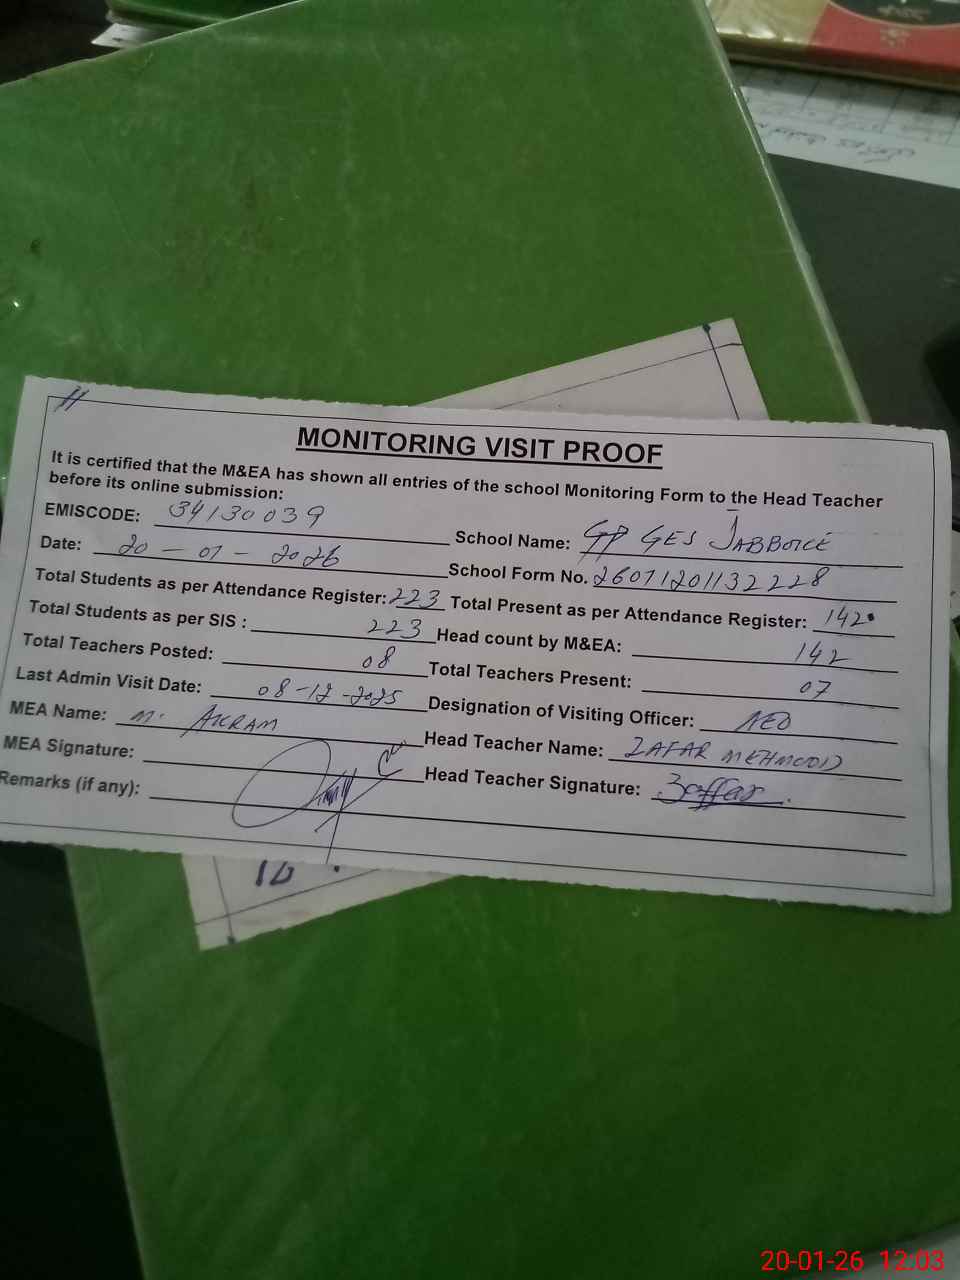 MONITORING VISIT PROOF
It is certified that the M&EA has shown all entries of the school Monitoring Form to the Head Teacher
before its online submission:
EMISCODE: 34130039 School Name: GES JABBOKE
Date: 20 - 01 - 2026 School Form No. 26071201132228
Total Students as per Attendance Register: 223 Total Present as per Attendance Register: 142
Total Students as per SIS : 223 Head count by M&EA: 142
Total Teachers Posted: 08 Total Teachers Present: 07
Last Admin Visit Date: 08-12-2025 Designation of Visiting Officer: AEO
MEA Name: M. AKRAM Head Teacher Name: ZAFAR MEHMOOD
MEA Signature: Head Teacher Signature: Zaffar
Remarks (if any):
20-01-26 12:03